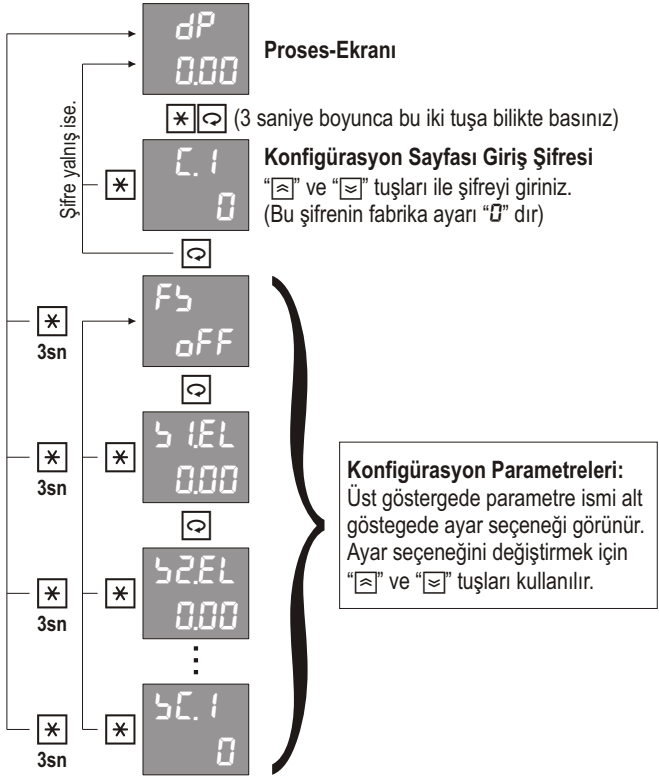 dP
0.00
Proses-Ekranı
(3 saniye boyunca bu iki tuşa bilikte basınız)
Şifre yalnış ise.
C.1
0
Konfigürasyon Sayfası Giriş Şifresi
“ ” ve “ ” tuşları ile şifreyi giriniz.
(Bu şifrenin fabrika ayarı “0” dır)
FS
oFF
3sn
S1.EL
0.00
3sn
S2.EL
0.00
3sn
SC.1
0
3sn
Konfigürasyon Parametreleri:
Üst göstergede parametre ismi alt
göstegede ayar seçeneği görünür.
Ayar seçeneğini değiştirmek için
“ ” ve “ ” tuşları kullanılır.